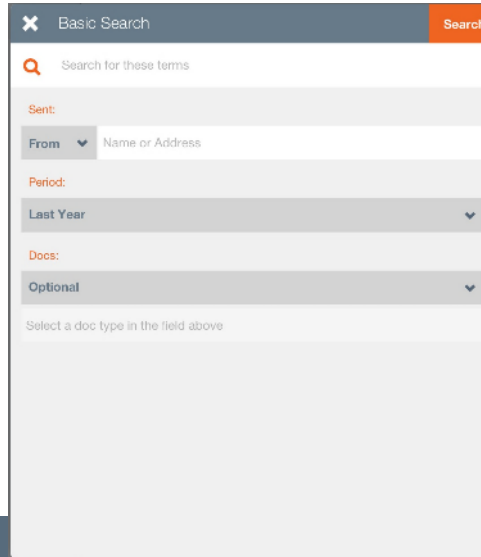 Basic Search
Search
Search for these terms
Sent:
From
Name or Address
Period:
Last Year
Docs:
Optional
Select a doc type in the field above